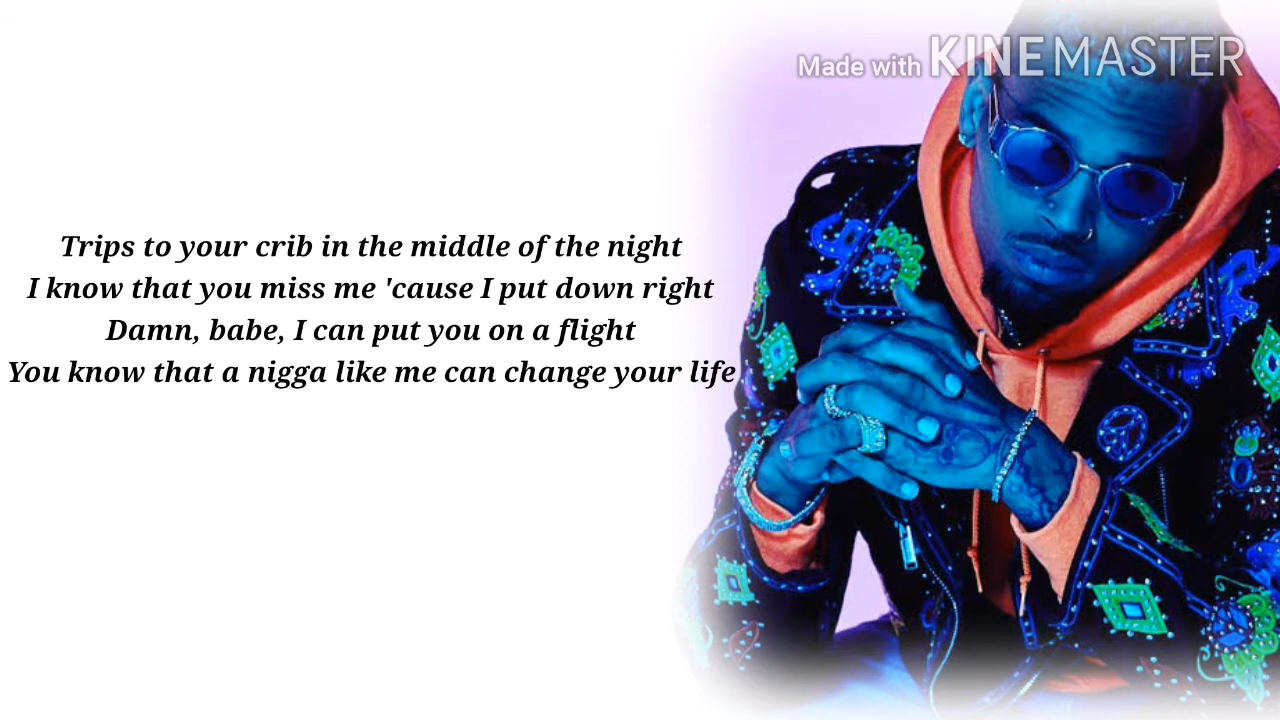 Made with KINEMASTER
Trips to your crib in the middle of the night
I know that you miss me 'cause I put down right
Damn, babe, I can put you on a flight
You know that a nigga like me can change your life